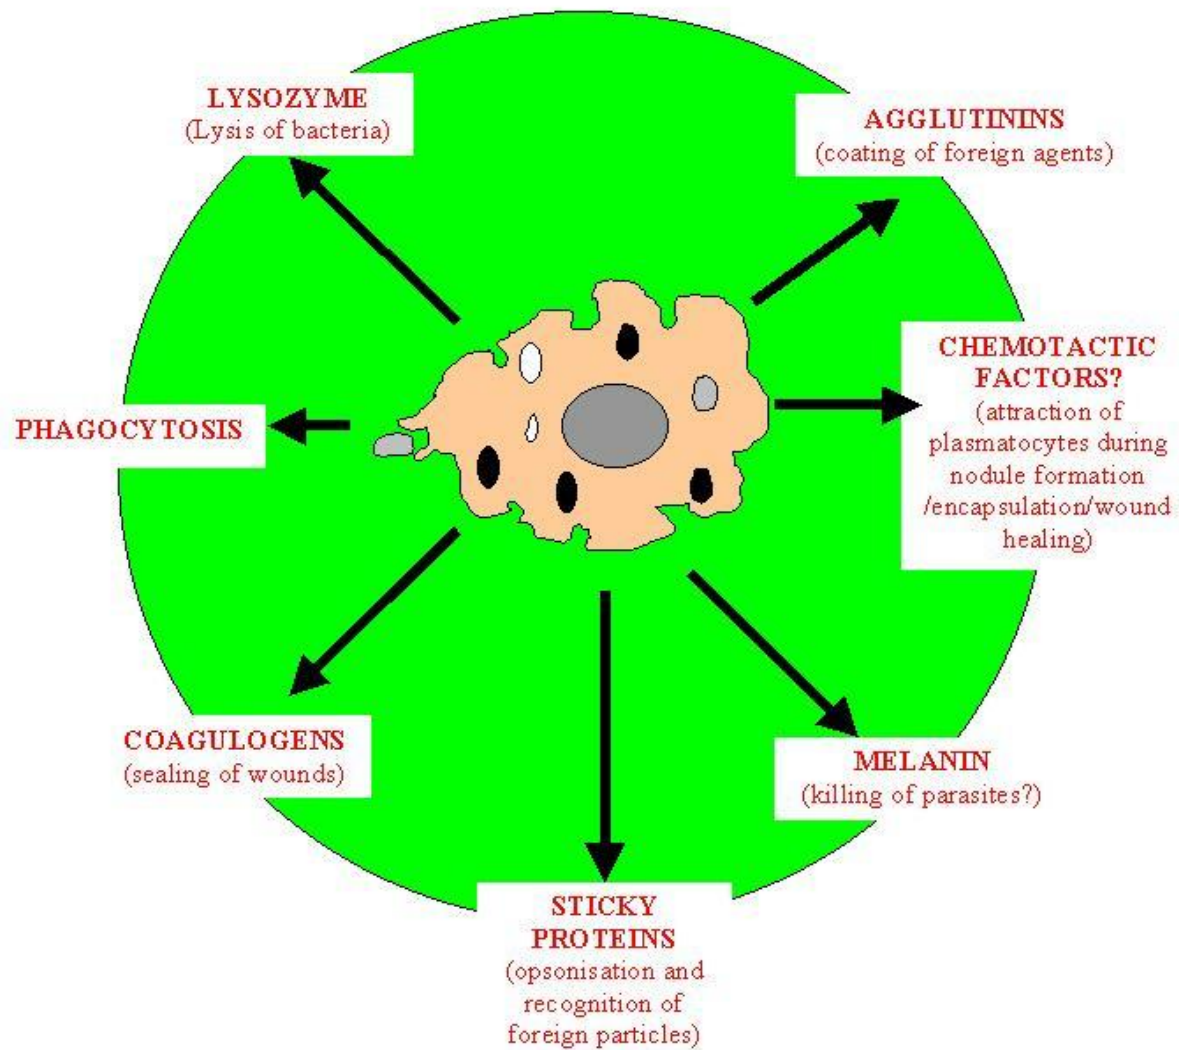 LYSOZYME
(Lysis of bacteria)
AGGLUTININS
(coating of foreign agents)
CHEMOTACTIC
FACTORS?
(attraction of
plasmatocytes during
nodule formation
/encapsulation/wound
healing)
PHAGOCYTOSIS
COAGULOGENS
(sealing of wounds)
MELANIN
(killing of parasites?)
STICKY
PROTEINS
(opsonisation and
recognition of
foreign particles)